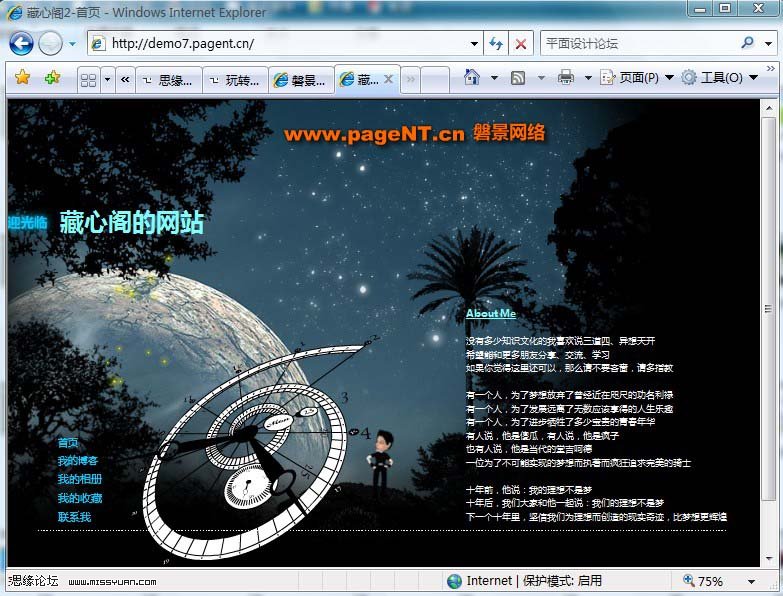 藏心阁2-首页 - Windows Internet Explorer
http://demo7.pagent.cn/
平面设计论坛
思缘...
玩转...
磐景...
藏...
页面(P)
工具(O)
www.pageNT.cn 磐景网络
迎光临 藏心阁的网站
About Me
没有多少知识文化的我喜欢说三道四、异想天开
希望能和更多朋友分享、交流、学习
如果你觉得这里还可以，那么请不要吝啬，请多指教
有一个人，为了梦想放弃了曾经近在咫尺的功名利禄
有一个人，为了发展远离了无数应该享得的人生乐趣
有一个人，为了进步牺牲了多少宝贵的青春年华
有人说，他是傻瓜，有人说，他是疯子
也有人说，他是当代的堂吉呵德
一位为了不可能实现的梦想而执著而疯狂追求完美的骑士
十年前，他说：我的理想不是梦
十年后，我们大家和他一起说：我们的理想不是梦
下一个十年里，坚信我们为理想而创造的现实奇迹，比梦想更辉煌
首页
我的博客
我的相册
我的收藏
联系我
3
4
思缘论坛 www.missyuan.com
Internet | 保护模式: 启用
75%